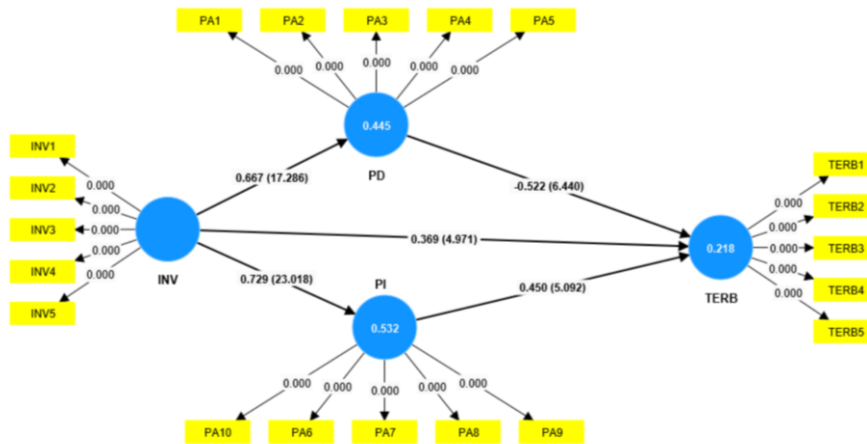 PA1 PA2 PA3 PA4 PA5
0.000 0.000 0.000 0.000 0.000
0.445
PD
INV1
INV2
INV3
INV4
INV5
0.000
0.000
0.000
0.000
0.000
INV
0.667 (17.286)
-0.522 (6.440)
0.369 (4.971)
0.729 (23.018)
0.450 (5.092)
PI
0.532
0.000 0.000 0.000 0.000 0.000
PA10 PA6 PA7 PA8 PA9
0.218
TERB
0.000
0.000
0.000
0.000
0.000
TERB1
TERB2
TERB3
TERB4
TERB5